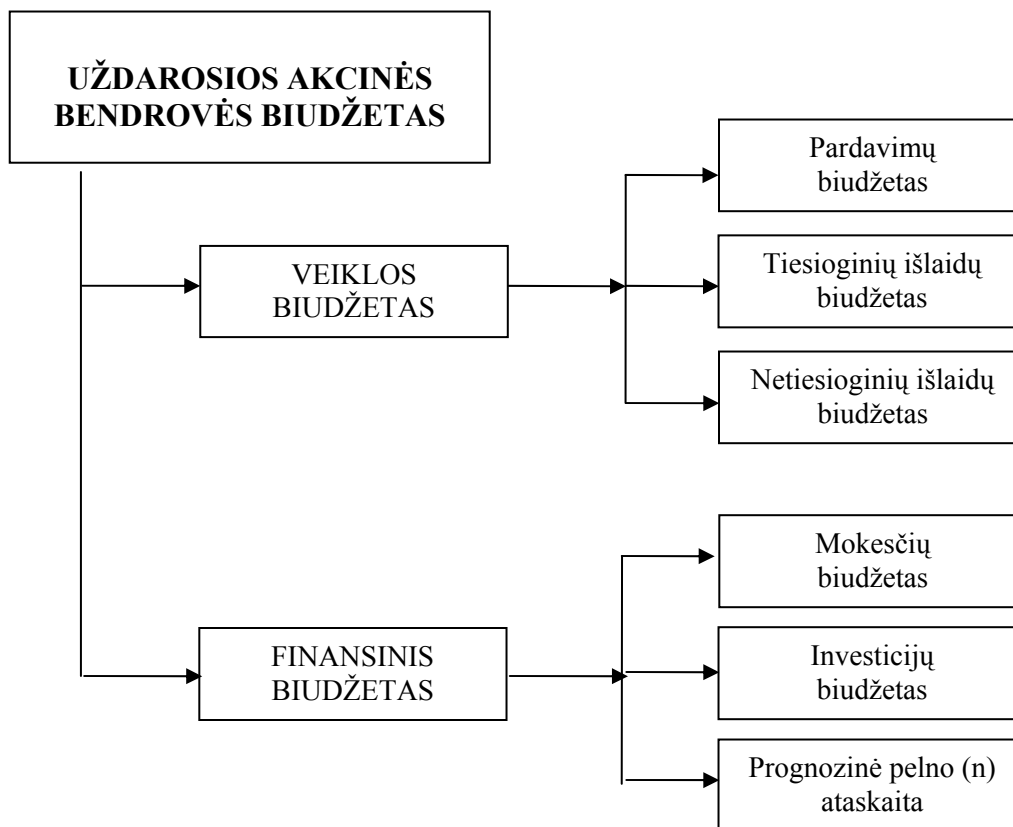 UŽDAROSIOS AKCINĖS
BENDROVĖS BIUDŽETAS
VEIKLOS
BIUDŽETAS
Pardavimų
biudžetas
Tiesioginių išlaidų
biudžetas
Netiesioginių išlaidų
biudžetas
FINANSINIS
BIUDŽETAS
Mokesčių
biudžetas
Investicijų
biudžetas
Prognozinė pelno (n)
ataskaita